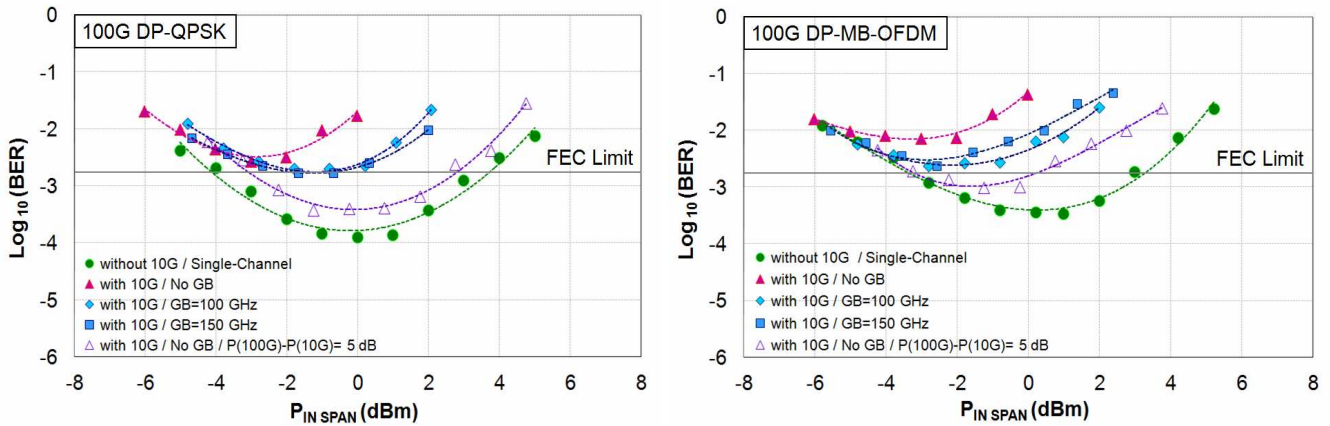 100G DP-QPSK
0
-1
-2
-3
-4
-5
-6
Log10 (BER)
FEC Limit
without 10G / Single-Channel
with 10G / No GB
with 10G / GB=100 GHz
with 10G / GB=150 GHz
with 10G / No GB / P(100G)-P(10G)= 5 dB
-8 -6 -4 -2 0 2 4 6 8
PIN SPAN (dBm)
100G DP-MB-OFDM
0
-1
-2
-3
-4
-5
-6
Log10 (BER)
FEC Limit
without 10G / Single-Channel
with 10G / No GB
with 10G / GB=100 GHz
with 10G / GB=150 GHz
with 10G / No GB / P(100G)-P(10G)= 5 dB
-8 -6 -4 -2 0 2 4 6 8
PIN SPAN (dBm)